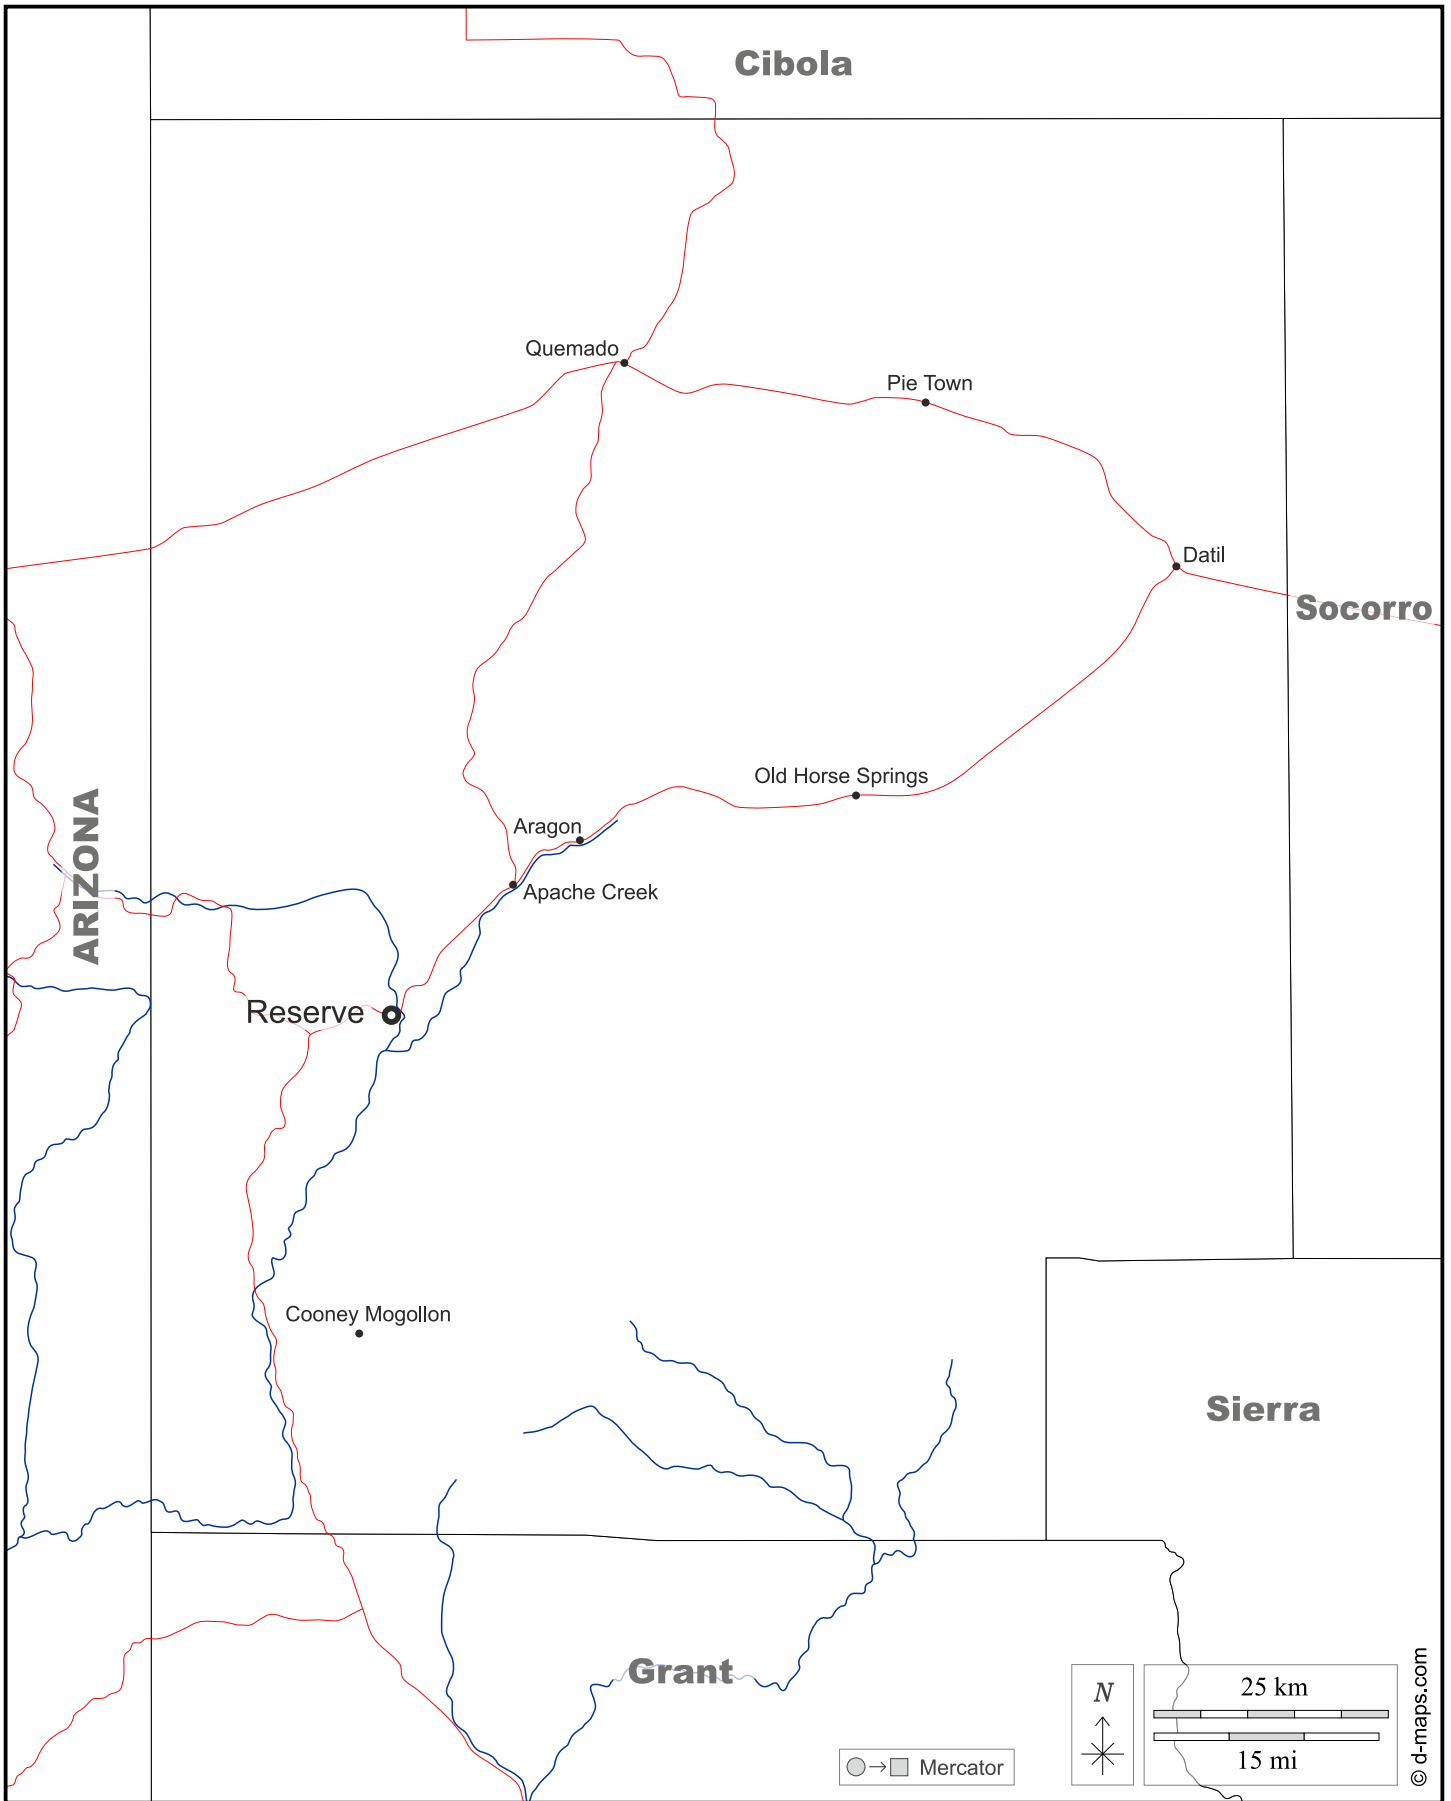 Cibola
Quemado
Pie Town
Datil
Socorro
Old Horse Springs
ARIZONA
Aragon
Apache Creek
Reserve
Cooney Mogollon
Sierra
Grant
N
25 km
15 mi
Mercator
© d-maps.com